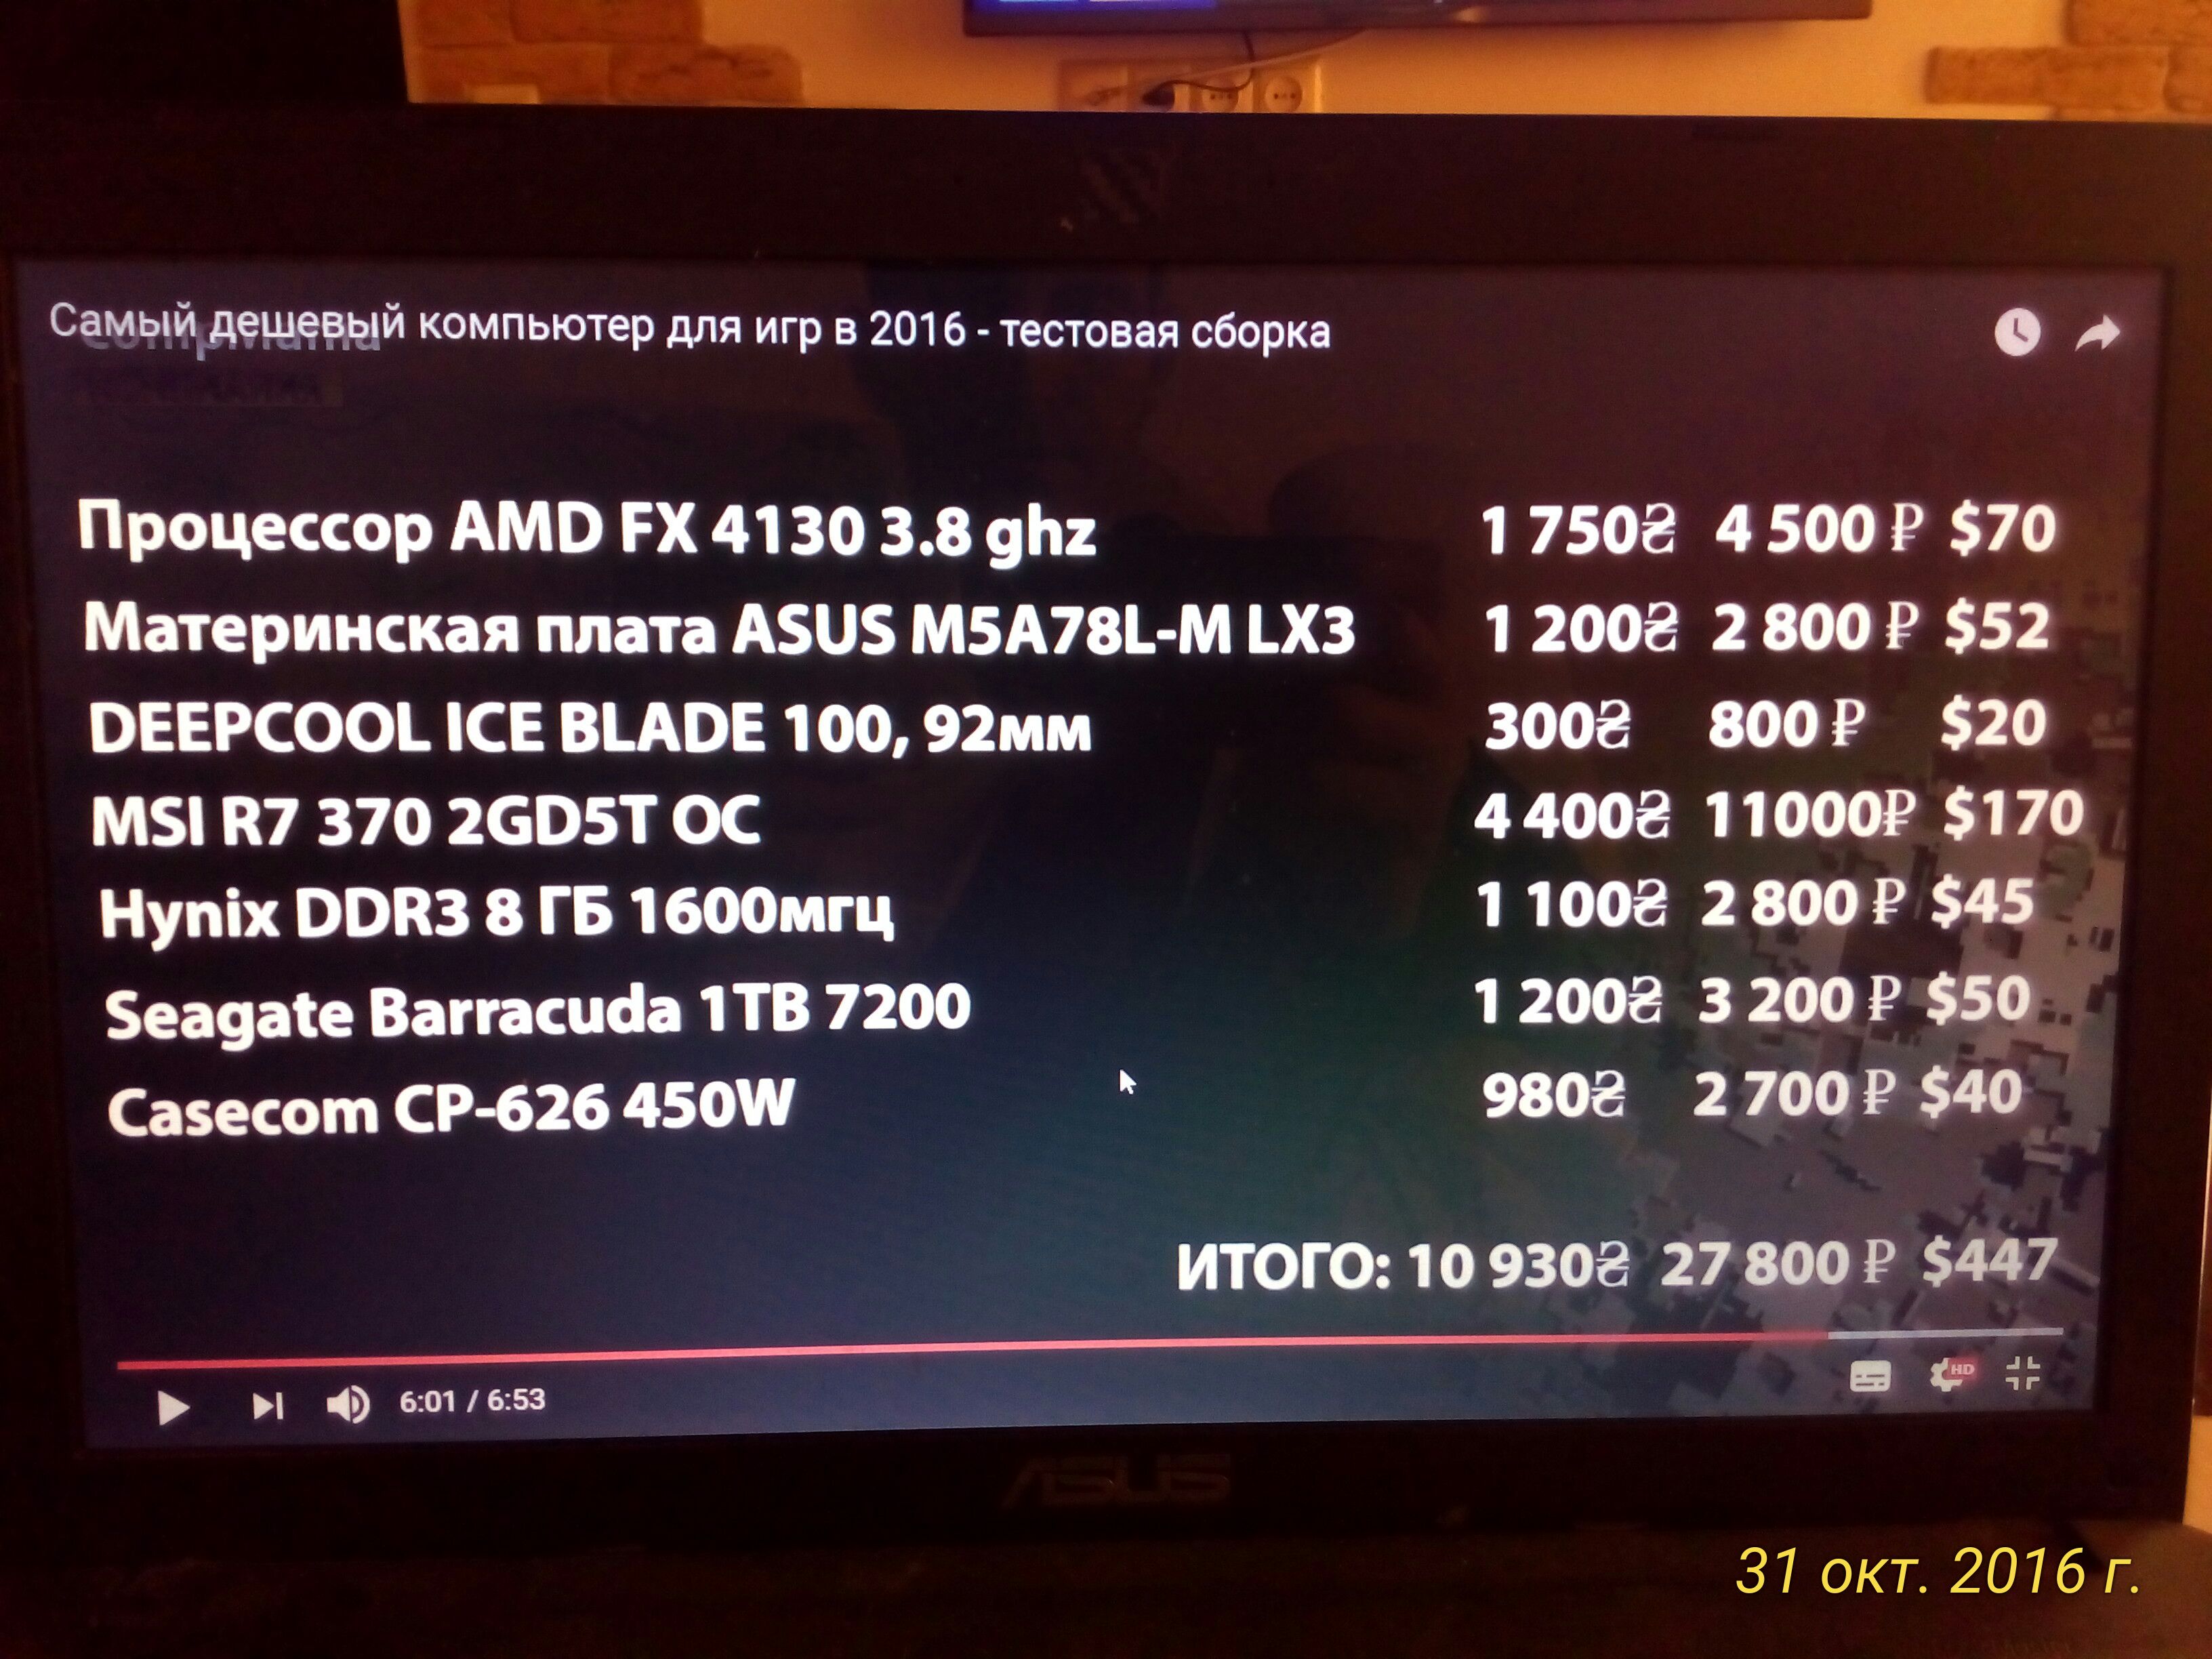 Самый дешевый компьютер для игр в 2016 - тестовая сборка
Процессор AMD FX 4130 3.8 ghz 1 750₴ 4 500 ₽ $70
Материнская плата ASUS M5A78L-M LX3 1 200₴ 2 800 ₽ $52
DEEPCOOL ICE BLADE 100, 92мм 300₴ 800 ₽ $20
MSI R7 370 2GD5T OC 4 400₴ 11000₽ $170
Hynix DDR3 8 ГБ 1600мгц 1 100₴ 2 800 ₽ $45
Seagate Barracuda 1TB 7200 1 200₴ 3 200 ₽ $50
Casecom CP-626 450W 980₴ 2 700 ₽ $40
ИТОГО: 10 930₴ 27 800 ₽ $447
6:01 / 6:53 HD
ASUS
31 окт. 2016 г.